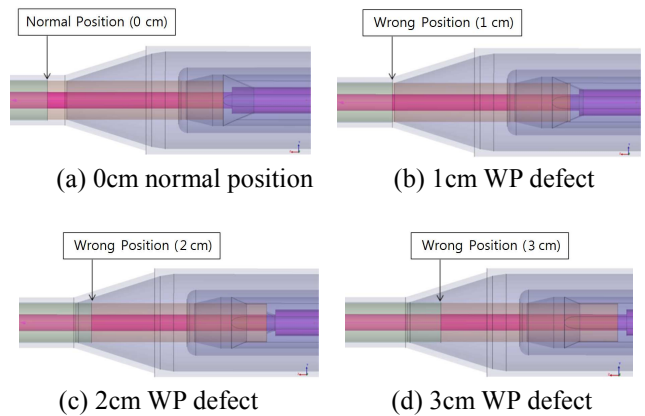 Normal Position (0 cm)
Wrong Position (1 cm)
(a) 0cm normal position
(b) 1cm WP defect
Wrong Position (2 cm)
Wrong Position (3 cm)
(c) 2cm WP defect
(d) 3cm WP defect